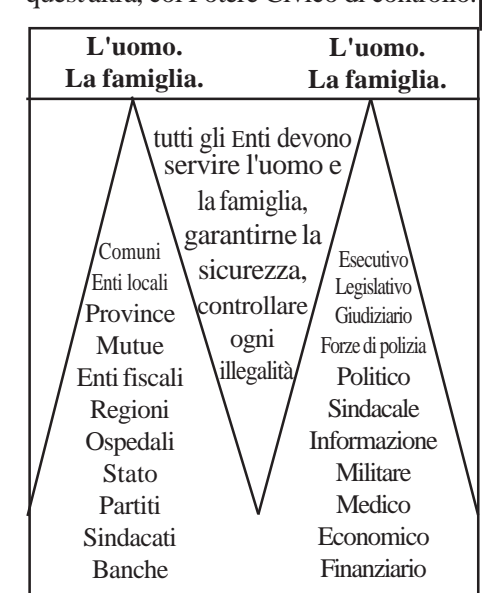 quest'altra, col Potere Civico di controllo.
L'uomo.
La famiglia.
L'uomo.
La famiglia.
tutti gli Enti devono
servire l'uomo e
la famiglia,
garantirne la
sicurezza,
controllare
ogni
illegalità
Comuni
Enti locali
Province
Mutue
Enti fiscali
Regioni
Ospedali
Stato
Partiti
Sindacati
Banche
Esecutivo
Legislativo
Giudiziario
Forze di polizia
Politico
Sindacale
Informazione
Militare
Medico
Economico
Finanziario